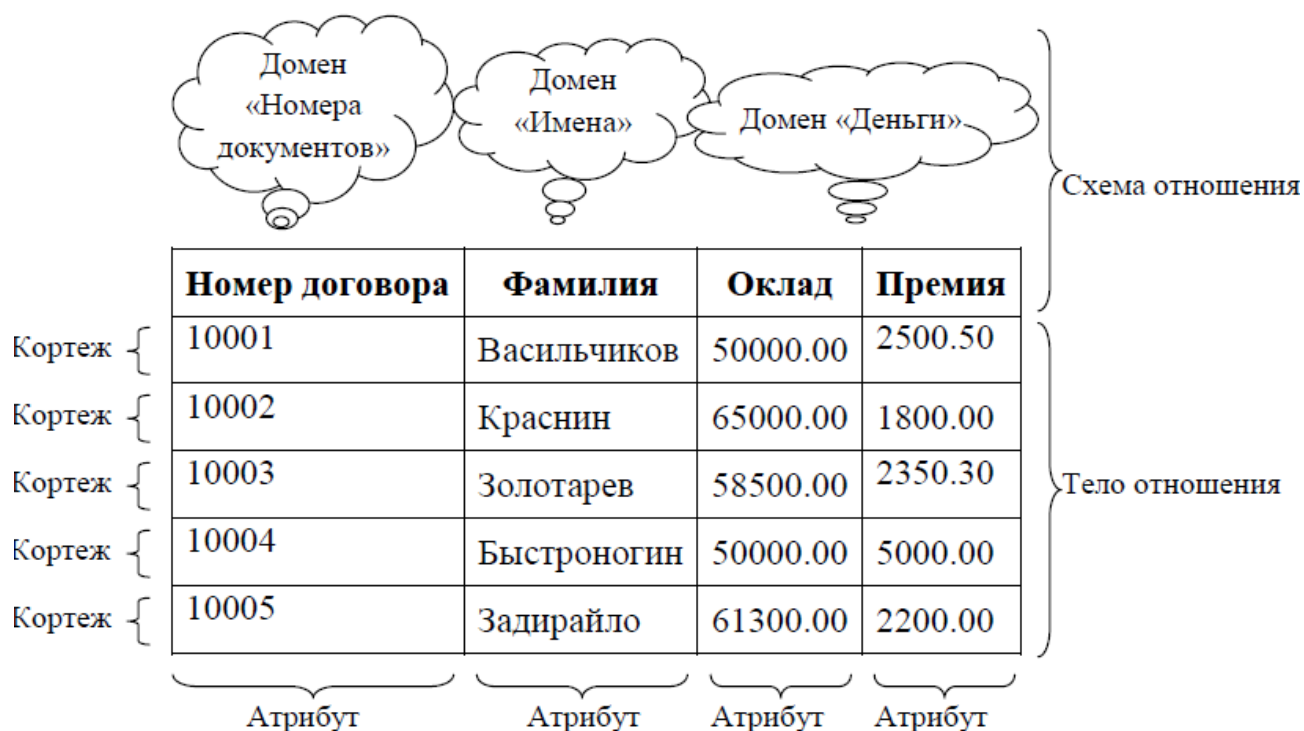 Домен
«Номера
документов»
Домен
«Имена»
Домен «Деньги»
Схема отношения
Номер договора Фамилия Оклад Премия
Кортеж 10001 Васильчиков 50000.00 2500.50
Кортеж 10002 Краснин 65000.00 1800.00
Кортеж 10003 Золотарев 58500.00 2350.30
Тело отношения
Кортеж 10004 Быстроногин 50000.00 5000.00
Кортеж 10005 Задирайло 61300.00 2200.00
Атрибут Атрибут Атрибут Атрибут